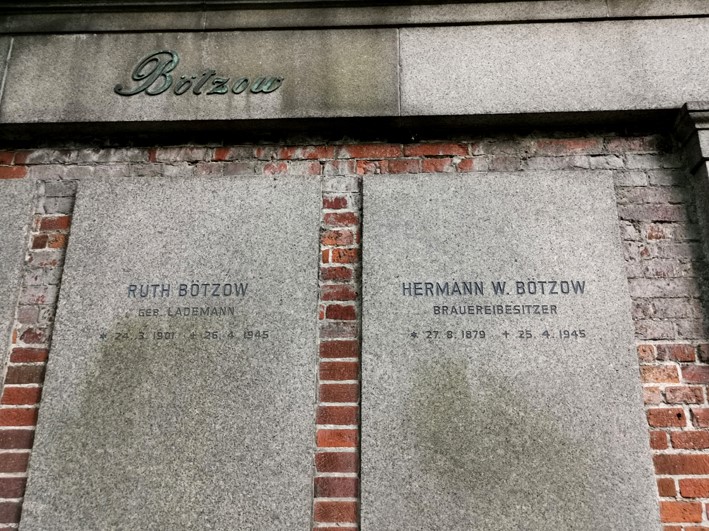 Bötzow
RUTH BÖTZOW
GEB. LADEMANN
* 24. 3. 1901 + 26. 4. 1945
HERMANN W. BÖTZOW
BRAUEREIBESITZER
* 27. 8. 1879 + 25. 4. 1945